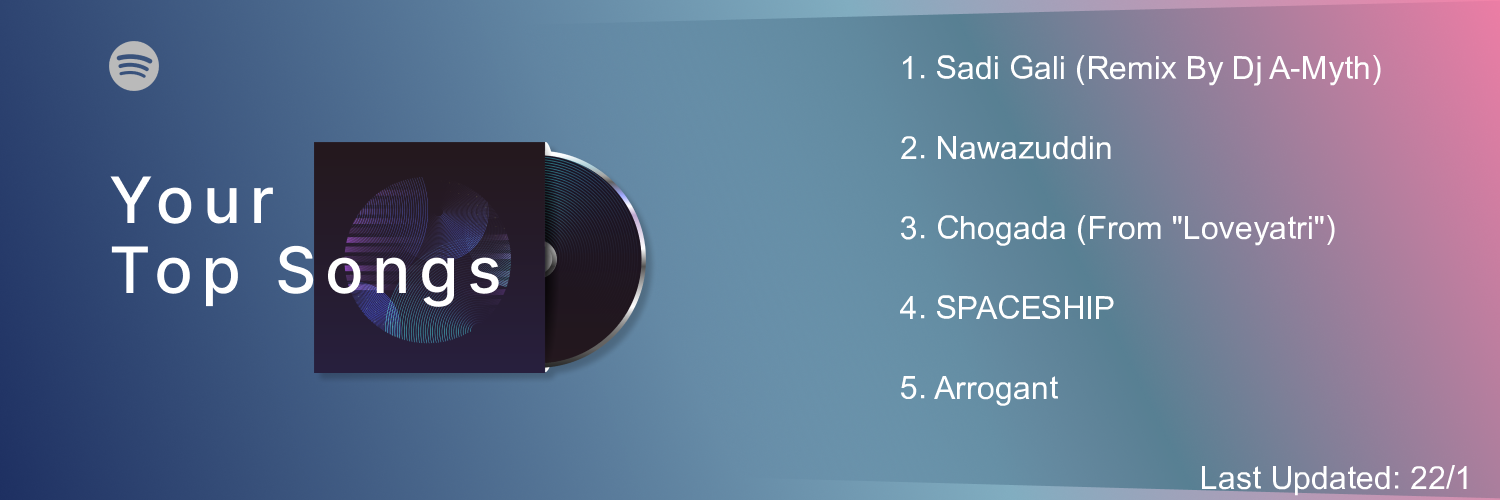 Your
Top Songs
1. Sadi Gali (Remix By Dj A-Myth)
2. Nawazuddin
3. Chogada (From "Loveyatri")
4. SPACESHIP
5. Arrogant
Last Updated: 22/1